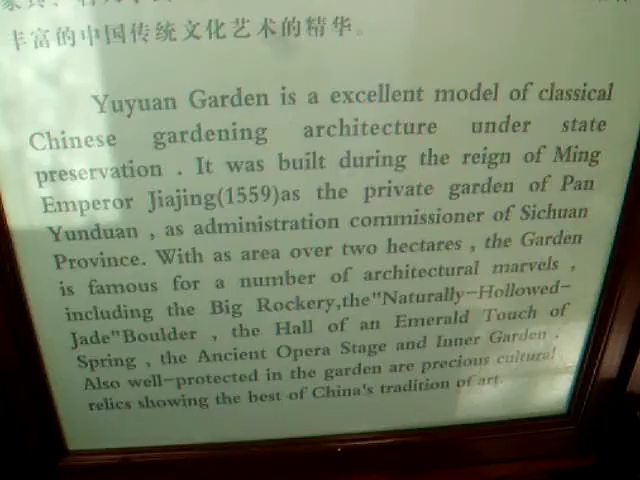 丰富的中国传统文化艺术的精华。
Yuyuan Garden is a excellent model of classical
Chinese gardening architecture under state
preservation . It was built during the reign of Ming
Emperor Jiajing(1559)as the private garden of Pan
Yunduan , as administration commissioner of Sichuan
Province. With as area over two hectares , the Garden
is famous for a number of architectural marvels ,
including the Big Rockery,the"Naturally-Hollowed-
Jade"Boulder , the Hall of an Emerald Touch of
Spring , the Ancient Opera Stage and Inner Garden .
Also well-protected in the garden are precious cultural
relics showing the best of China's tradition of art.